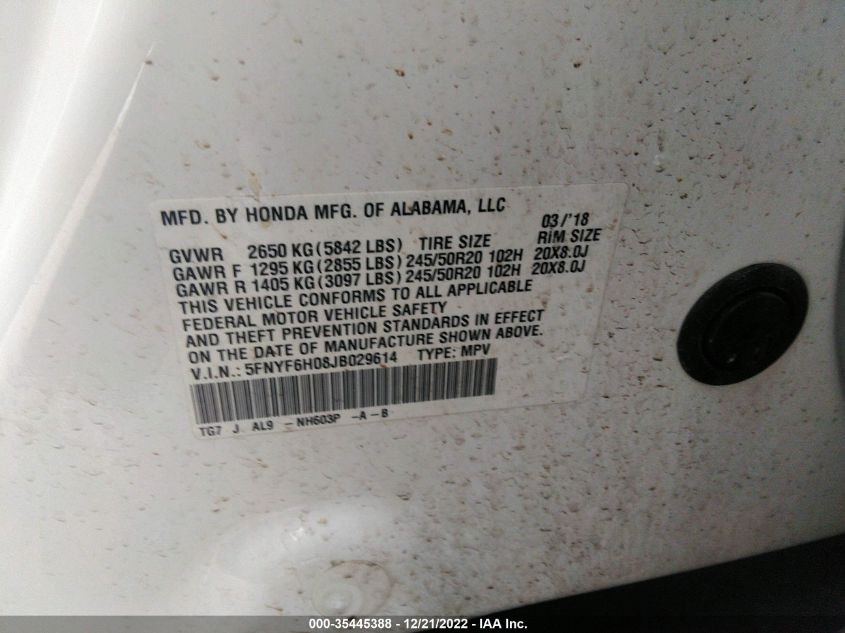 MFD. BY HONDA MFG. OF ALABAMA, LLC 03/'18
GVWR 2650 KG (5842 LBS) TIRE SIZE RIM SIZE
GAWR F 1295 KG (2855 LBS) 245/50R20 102H 20X8.0J
GAWR R 1405 KG (3097 LBS) 245/50R20 102H 20X8.0J
THIS VEHICLE CONFORMS TO ALL APPLICABLE
FEDERAL MOTOR VEHICLE SAFETY
AND THEFT PREVENTION STANDARDS IN EFFECT
ON THE DATE OF MANUFACTURE SHOWN ABOVE.
V.I.N.: 5FNYF6H08JB029614 TYPE: MPV
TG7 J AL9 -NH603P -A-B
000-35445388 - 12/21/2022 - IAA Inc.